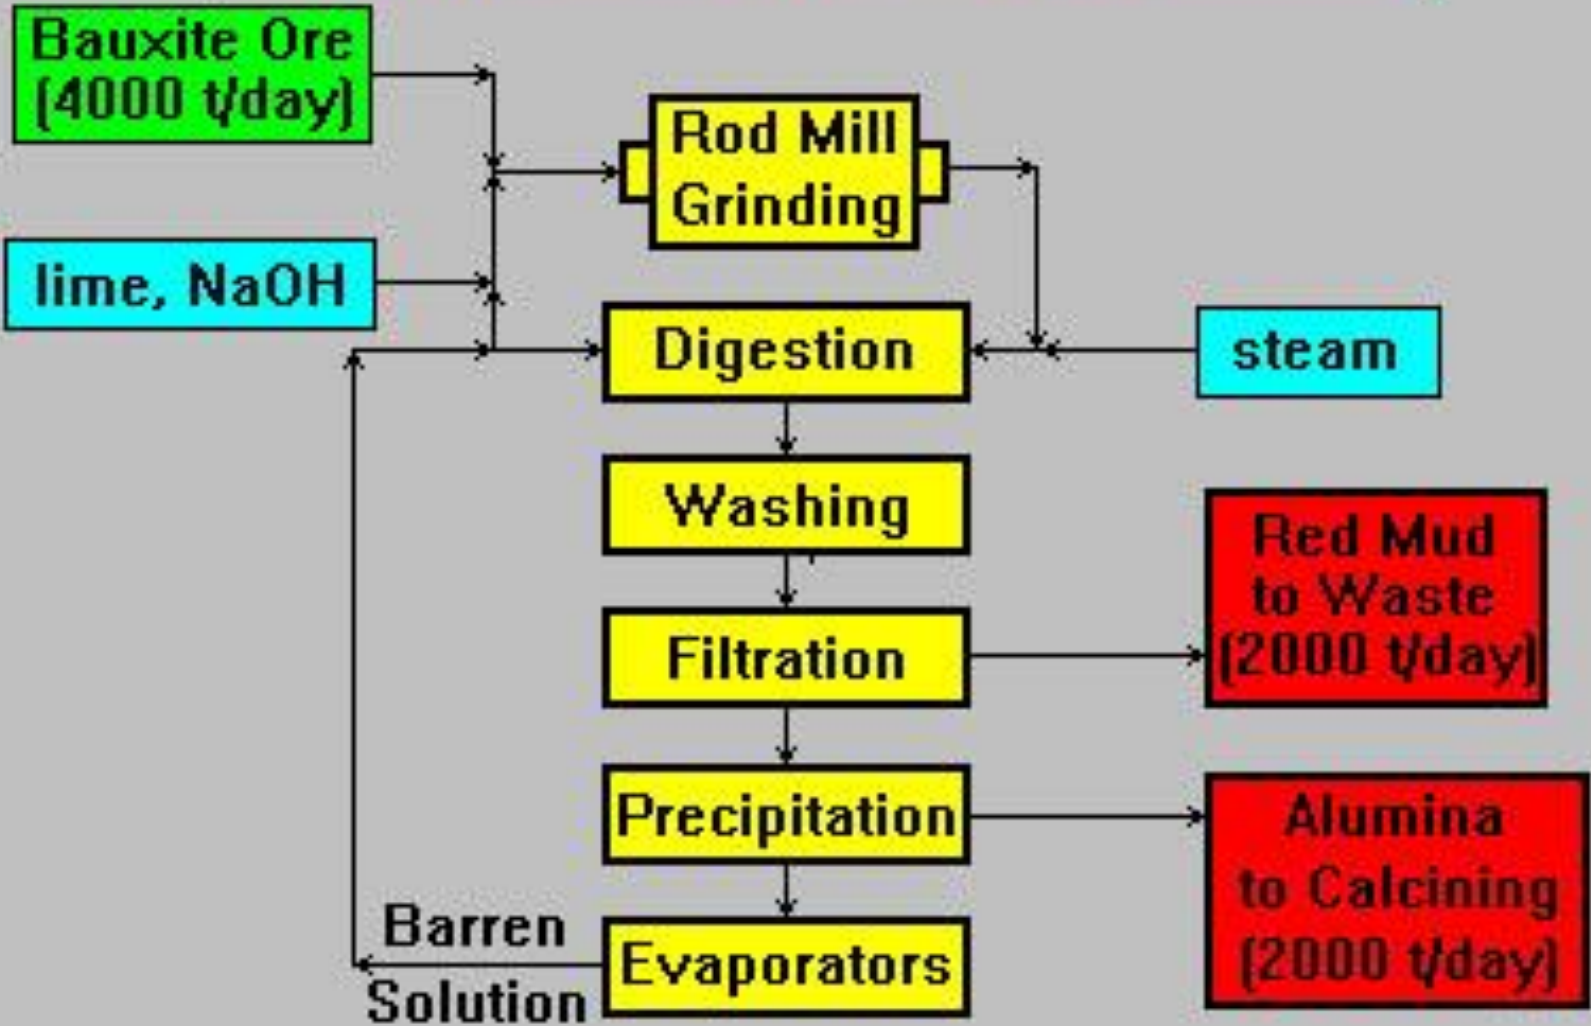 Bauxite Ore
(4000 t/day)
Rod Mill
Grinding
lime, NaOH
Digestion
steam
Washing
Red Mud
to Waste
(2000 t/day)
Filtration
Precipitation
Alumina
to Calcining
(2000 t/day)
Barren
Solution
Evaporators